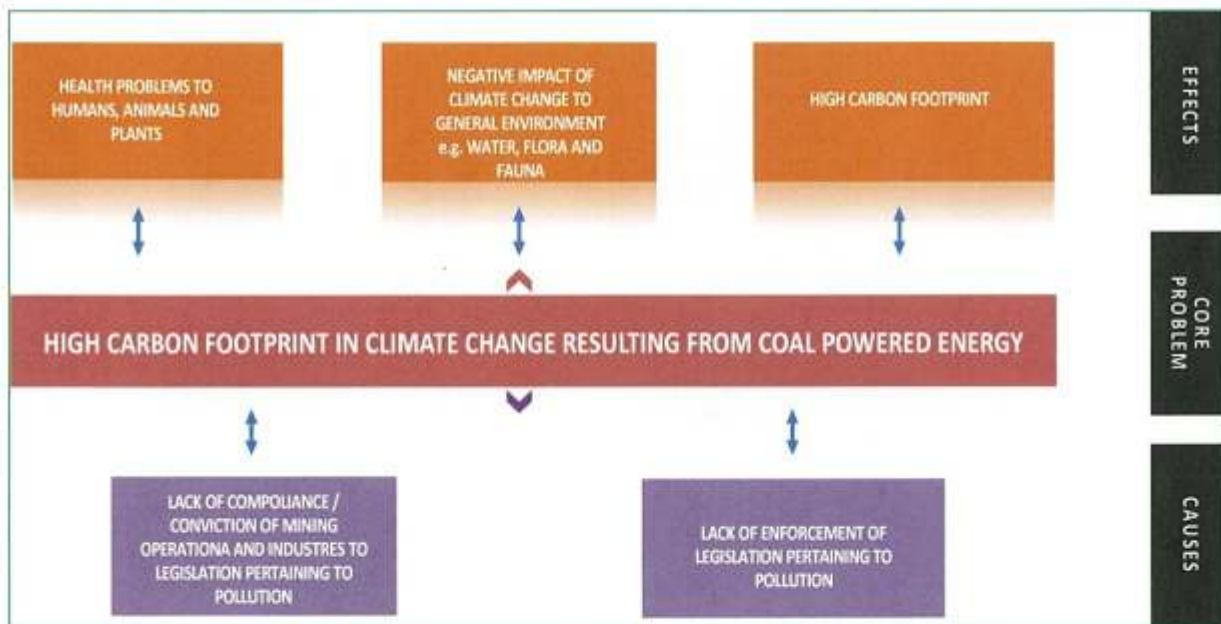 HEALTH PROBLEMS TO
HUMANS, ANIMALS AND
PLANTS
NEGATIVE IMPACT OF
CLIMATE CHANGE TO
GENERAL ENVIRONMENT
e.g. WATER, FLORA AND
FAUNA
HIGH CARBON FOOTPRINT
EFFECTS
HIGH CARBON FOOTPRINT IN CLIMATE CHANGE RESULTING FROM COAL POWERED ENERGY
CORE
PROBLEM
LACK OF COMPOLIANCE /
CONVICTION OF MINING
OPERATIONA AND INDUSTRES TO
LEGISLATION PERTAINING TO
POLLUTION
LACK OF ENFORCEMENT OF
LEGISLATION PERTAINING TO
POLLUTION
CAUSES